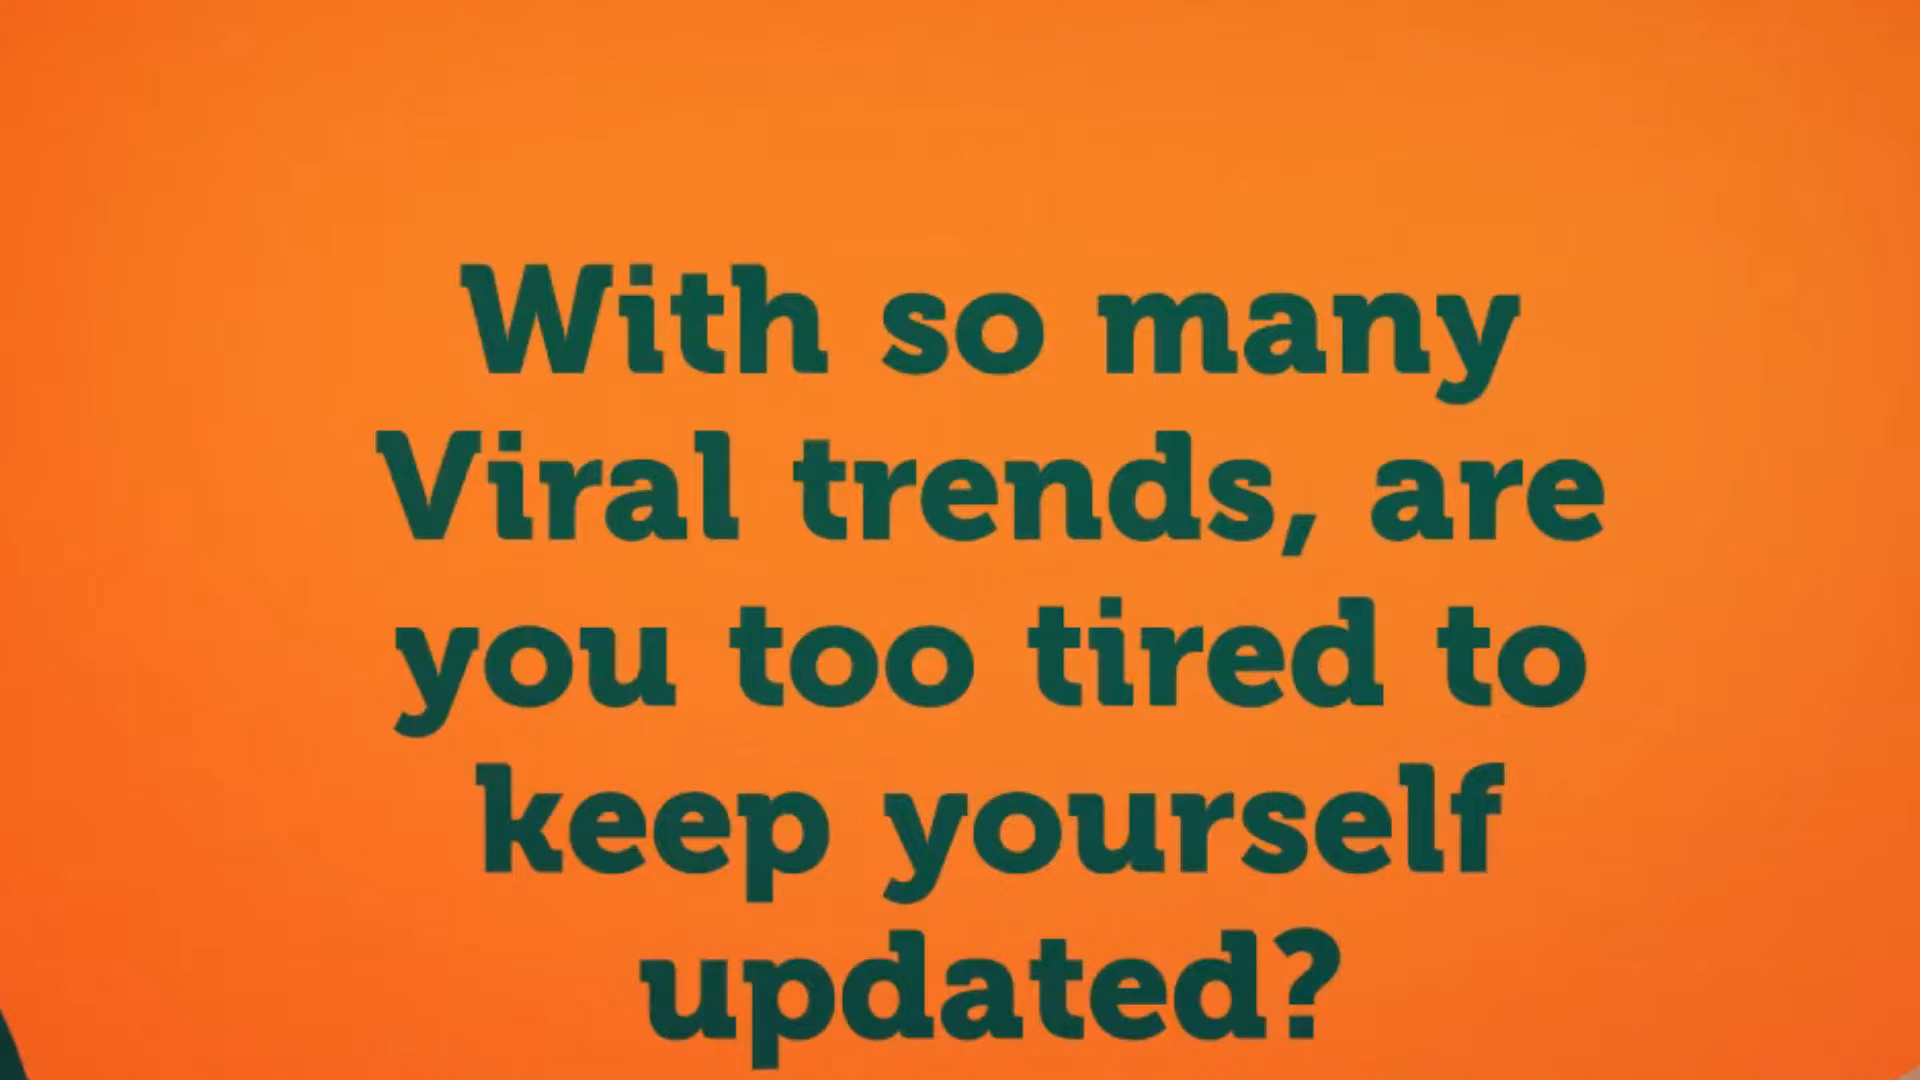 With so many
Viral trends, are
you too tired to
keep yourself
updated?